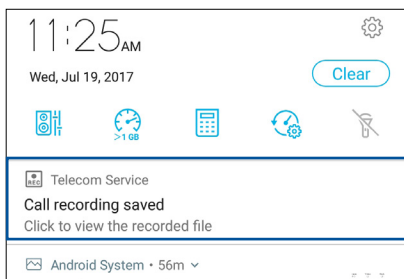 11:25AM
Wed, Jul 19, 2017
Clear
>1 GB
REC Telecom Service
Call recording saved
Click to view the recorded file
Android System • 56m